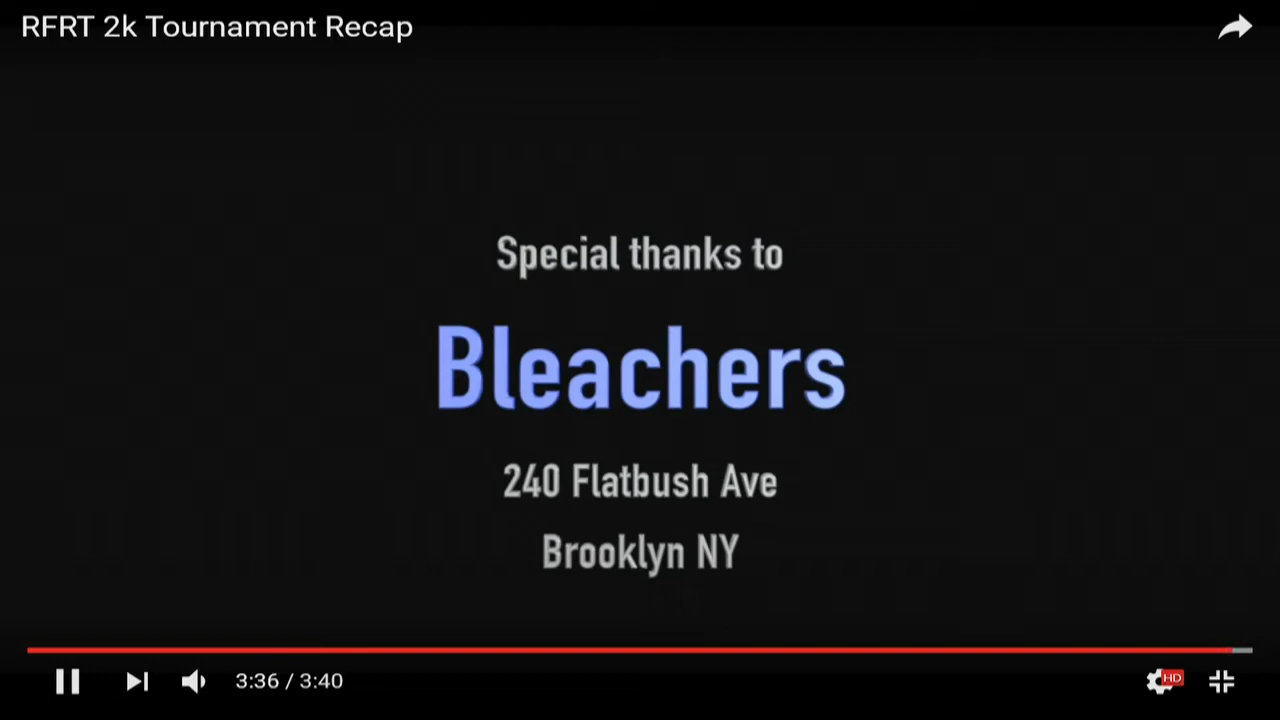 RFRT 2k Tournament Recap
Special thanks to
Bleachers
240 Flatbush Ave
Brooklyn NY
3:36 / 3:40
HD